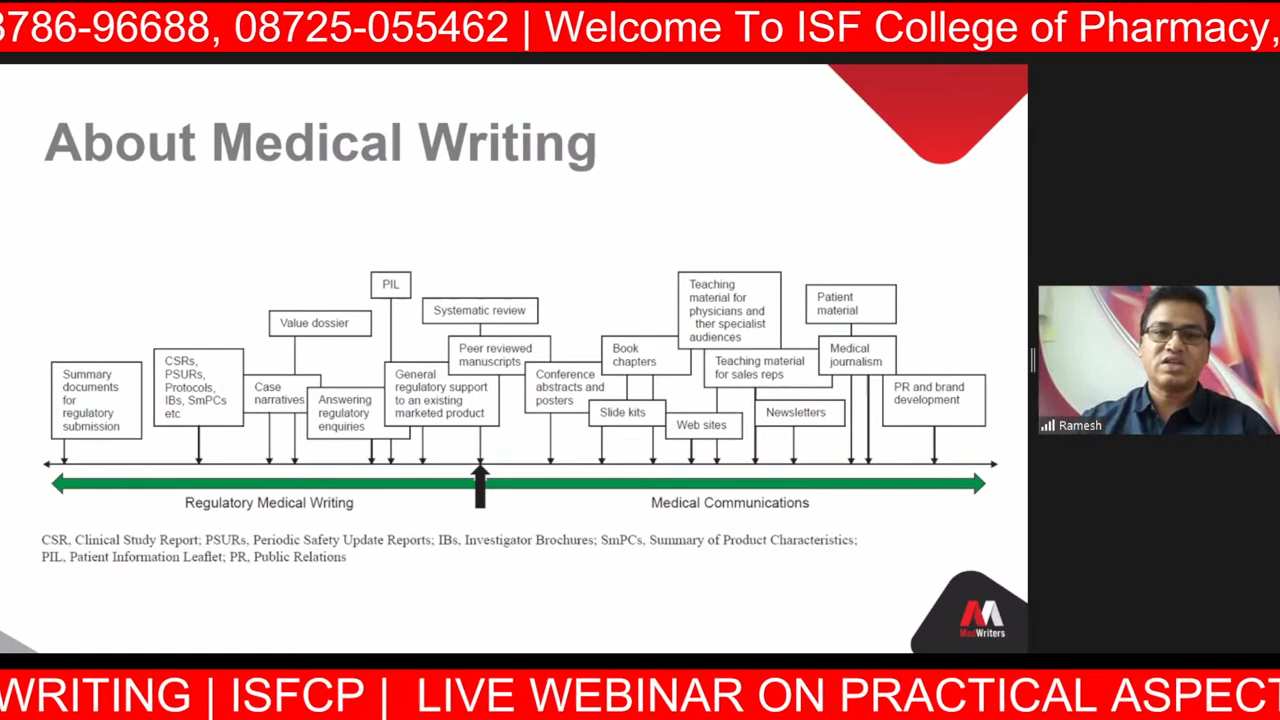 8786-96688, 08725-055462 | Welcome To ISF College of Pharmacy,
About Medical Writing
PIL
Teaching
material for
physicians and
ther specialist
audiences
Patient
material
Systematic review
Value dossier
Peer reviewed
manuscripts
Book
chapters
Medical
journalism
CSRs,
PSURs,
Protocols,
IBs, SmPCs
etc
Teaching material
for sales reps
Summary
documents
for
regulatory
submission
General
regulatory support
to an existing
marketed product
Conference
abstracts and
posters
Case
narratives
PR and brand
development
Answering
regulatory
enquiries
Slide kits
Newsletters
Web sites
Ramesh
Regulatory Medical Writing
Medical Communications
CSR, Clinical Study Report; PSURs, Periodic Safety Update Reports; IBs, Investigator Brochures; SmPCs, Summary of Product Characteristics;
PIL, Patient Information Leaflet; PR, Public Relations
MedWriters
WRITING | ISFCP | LIVE WEBINAR ON PRACTICAL ASPECT